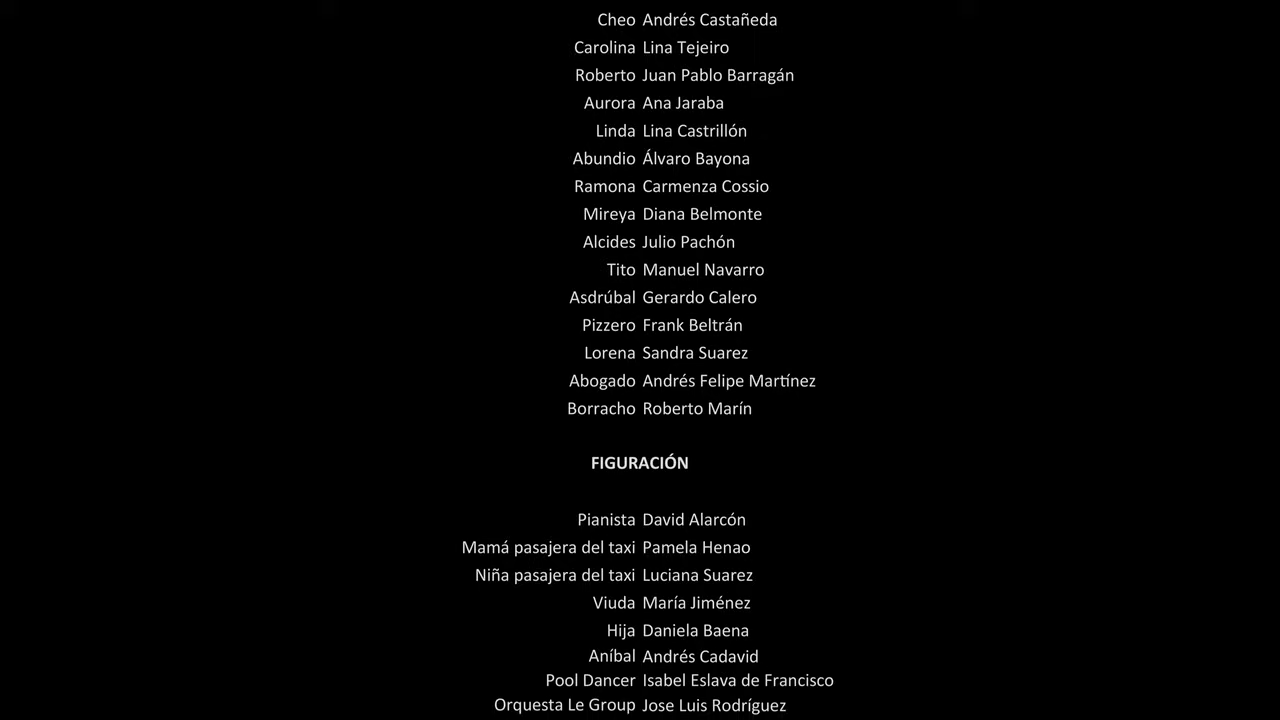 Cheo Andrés Castañeda
Carolina Lina Tejeiro
Roberto Juan Pablo Barragán
Aurora Ana Jaraba
Linda Lina Castrillón
Abundio Álvaro Bayona
Ramona Carmenza Cossio
Mireya Diana Belmonte
Alcides Julio Pachón
Tito Manuel Navarro
Asdrúbal Gerardo Calero
Pizzero Frank Beltrán
Lorena Sandra Suarez
Abogado Andrés Felipe Martínez
Borracho Roberto Marín
FIGURACIÓN
Pianista David Alarcón
Mamá pasajera del taxi Pamela Henao
Niña pasajera del taxi Luciana Suarez
Viuda María Jiménez
Hija Daniela Baena
Aníbal Andrés Cadavid
Pool Dancer Isabel Eslava de Francisco
Orquesta Le Group Jose Luis Rodríguez